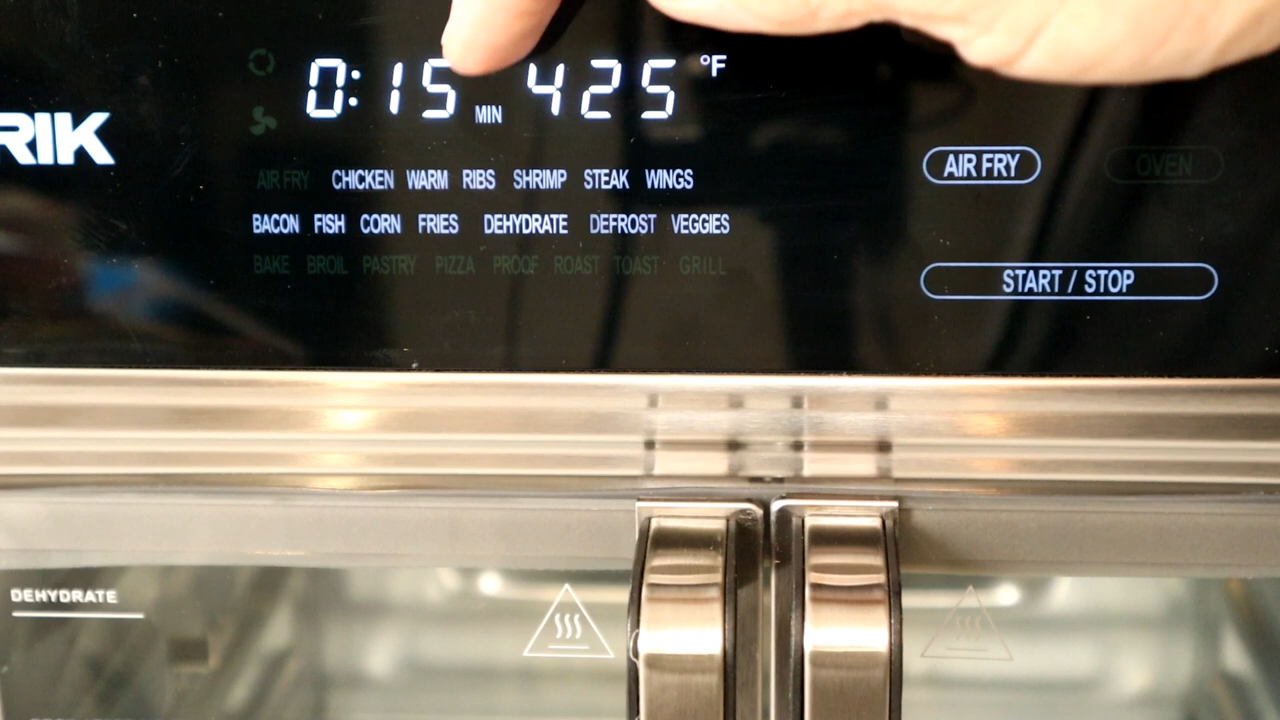 0:15 MIN 425 °F
RIK
AIR FRY CHICKEN WARM RIBS SHRIMP STEAK WINGS
BACON FISH CORN FRIES DEHYDRATE DEFROST VEGGIES
BAKE BROIL PASTRY PIZZA PROOF ROAST TOAST GRILL
AIR FRY OVEN
START / STOP
DEHYDRATE